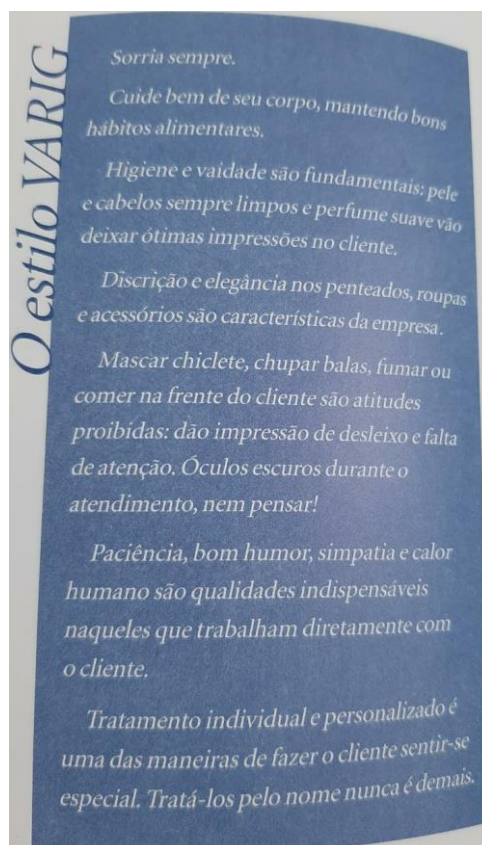 O estilo VARIG
Sorria sempre.
Cuide bem de seu corpo, mantendo bons
hábitos alimentares.
Higiene e vaidade são fundamentais: pele
e cabelos sempre limpos e perfume suave vão
deixar ótimas impressões no cliente.
Discrição e elegância nos penteados, roupas
e acessórios são características da empresa.
Mascar chiclete, chupar balas, fumar ou
comer na frente do cliente são atitudes
proibidas: dão impressão de desleixo e falta
de atenção. Óculos escuros durante o
atendimento, nem pensar!
Paciência, bom humor, simpatia e calor
humano são qualidades indispensáveis
naqueles que trabalham diretamente com
o cliente.
Tratamento individual e personalizado é
uma das maneiras de fazer o cliente sentir-se
especial. Tratá-los pelo nome nunca é demais.